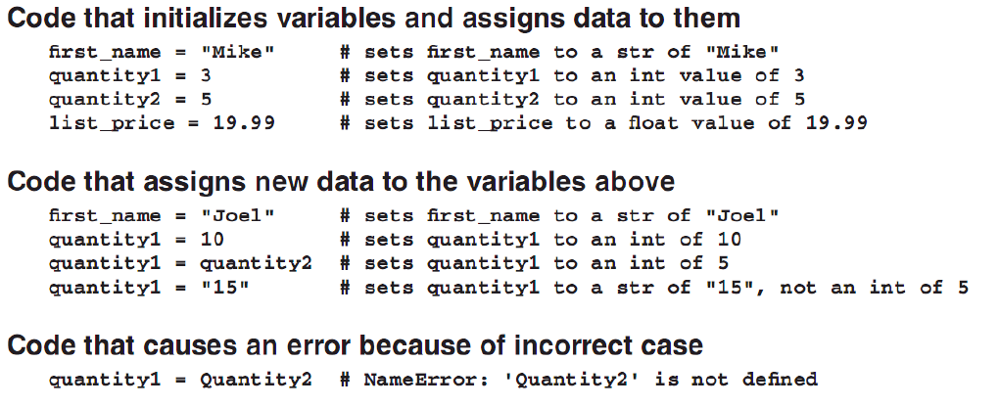 Code that initializes variables and assigns data to them
first_name = "Mike" # sets first_name to a str of "Mike"
quantity1 = 3 # sets quantity1 to an int value of 3
quantity2 = 5 # sets quantity2 to an int value of 5
list_price = 19.99 # sets list_price to a float value of 19.99
Code that assigns new data to the variables above
first_name = "Joel" # sets first_name to a str of "Joel"
quantity1 = 10 # sets quantity1 to an int of 10
quantity1 = quantity2 # sets quantity1 to an int of 5
quantity1 = "15" # sets quantity1 to a str of "15", not an int of 5
Code that causes an error because of incorrect case
quantity1 = Quantity2 # NameError: 'Quantity2' is not defined